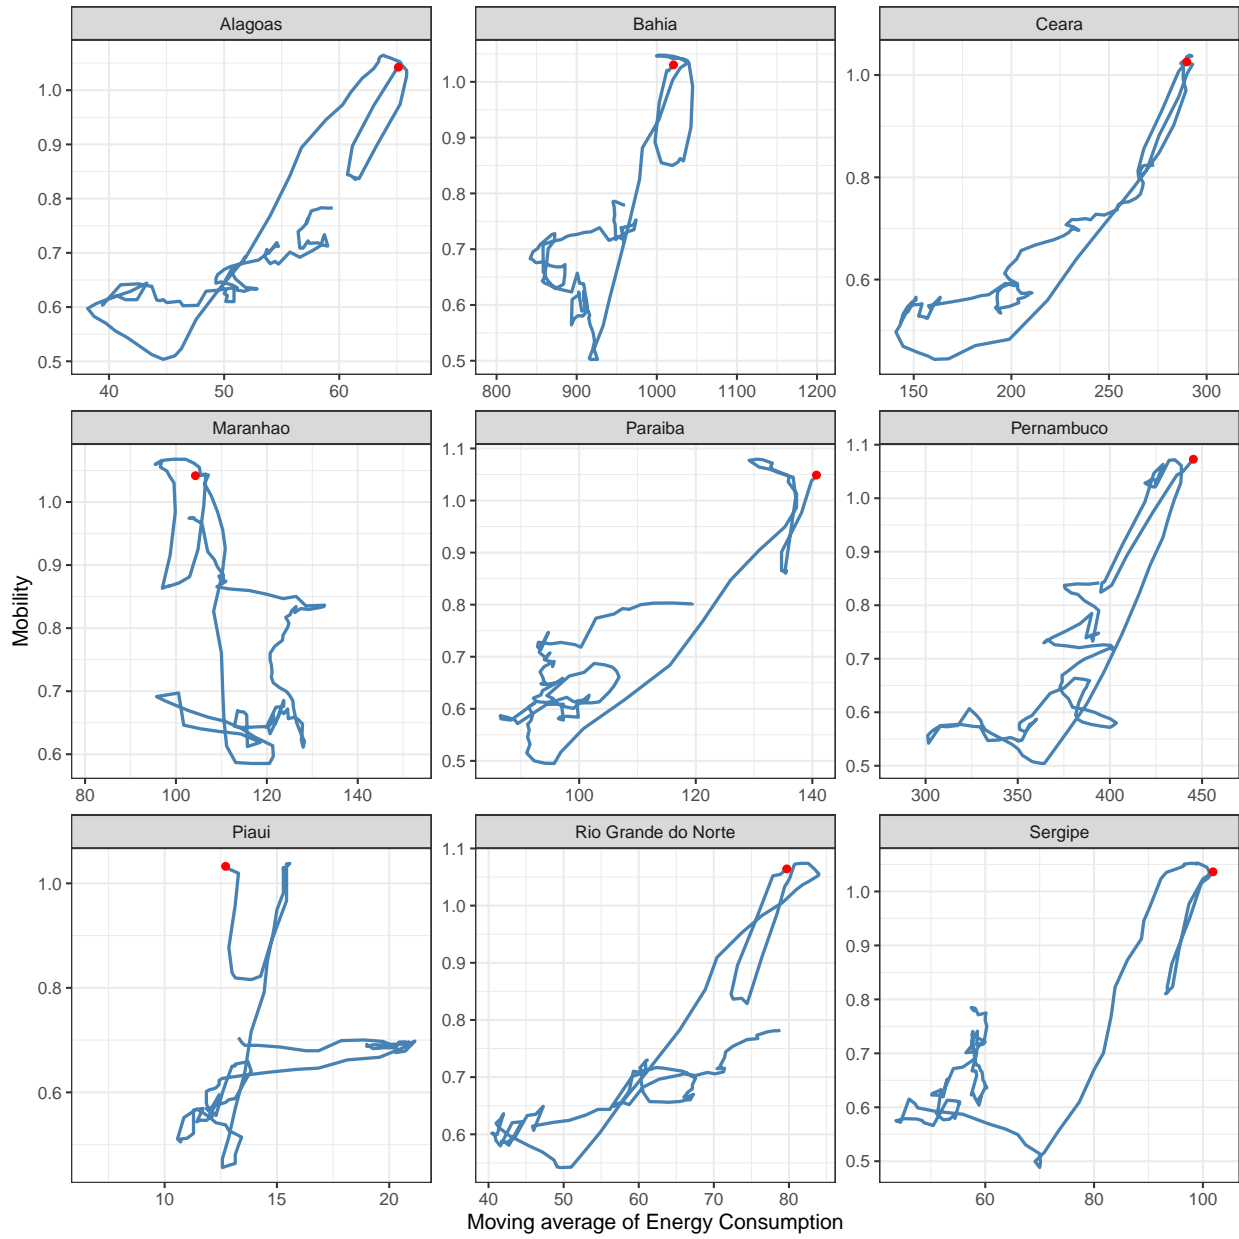 Alagoas
Bahia
Ceara
1.0
0.9
0.8
0.7
0.6
0.5
40 50 60
1.0
0.9
0.8
0.7
0.6
0.5
800 900 1000 1100 1200
1.0
0.8
0.6
150 200 250 300
Maranhao
Paraiba
Pernambuco
Mobility
1.0
0.9
0.8
0.7
0.6
80 100 120 140
1.1
1.0
0.9
0.8
0.7
0.6
0.5
100 120 140
1.1
1.0
0.9
0.8
0.7
0.6
0.5
300 350 400 450
Piaui
Rio Grande do Norte
Sergipe
1.0
0.8
0.6
10 15 20
1.1
1.0
0.9
0.8
0.7
0.6
40 50 60 70 80
1.0
0.9
0.8
0.7
0.6
0.5
60 80 100
Moving average of Energy Consumption